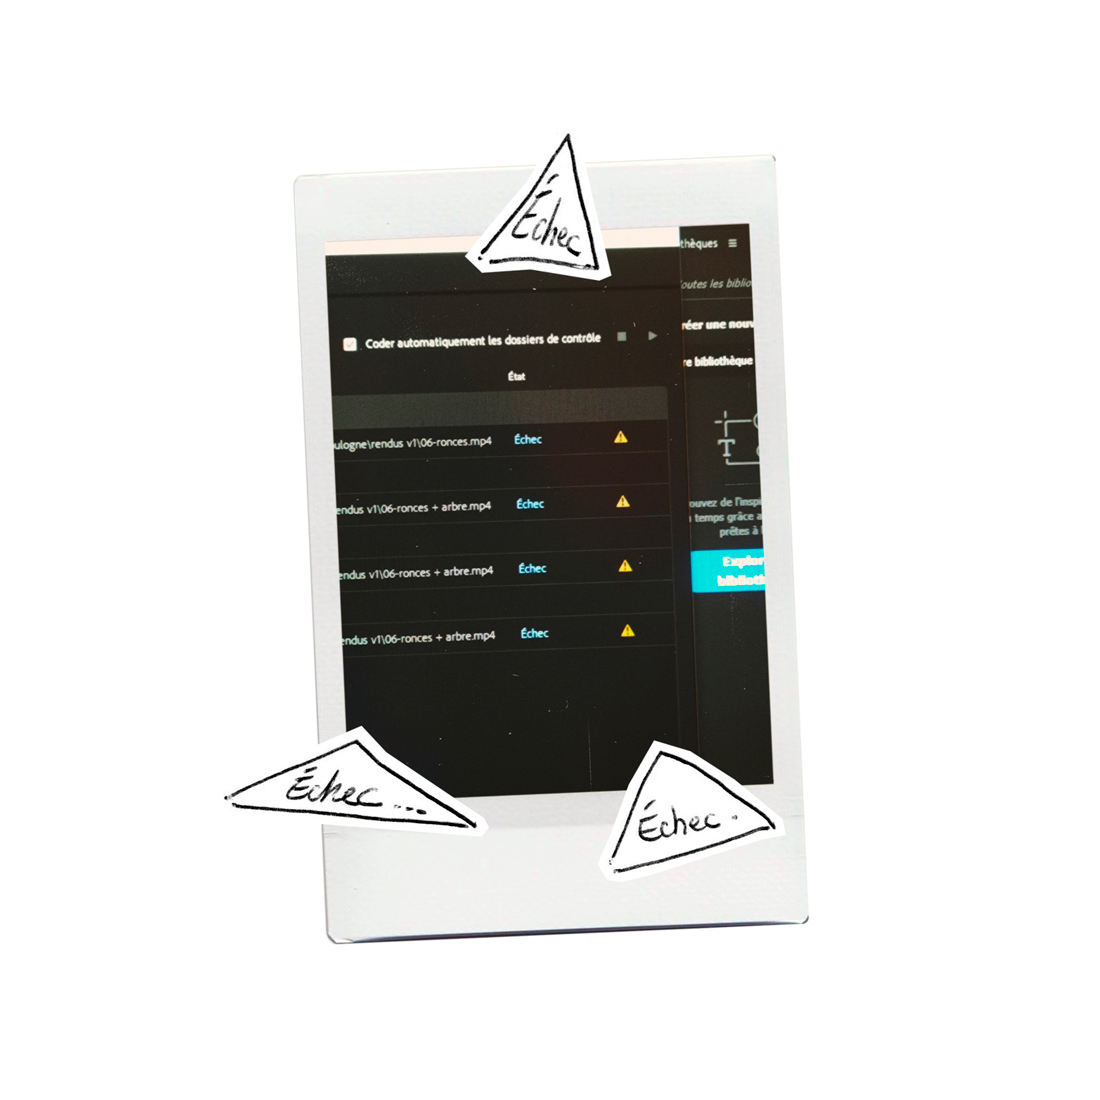 Échec
thèques
outes les biblio
Coder automatiquement les dossiers de contrôle
réer une nouv
re bibliothèque
État
ulogne\rendus v1\06-ronces.mp4 Échec
endus v1\06-ronces + arbre.mp4 Échec
endus v1\06-ronces + arbre.mp4 Échec
endus v1\06-ronces + arbre.mp4 Échec
T
ouvez de l'inspi
temps grâce a
prêtes à l
Explor
biblioth
Échec...
Échec.